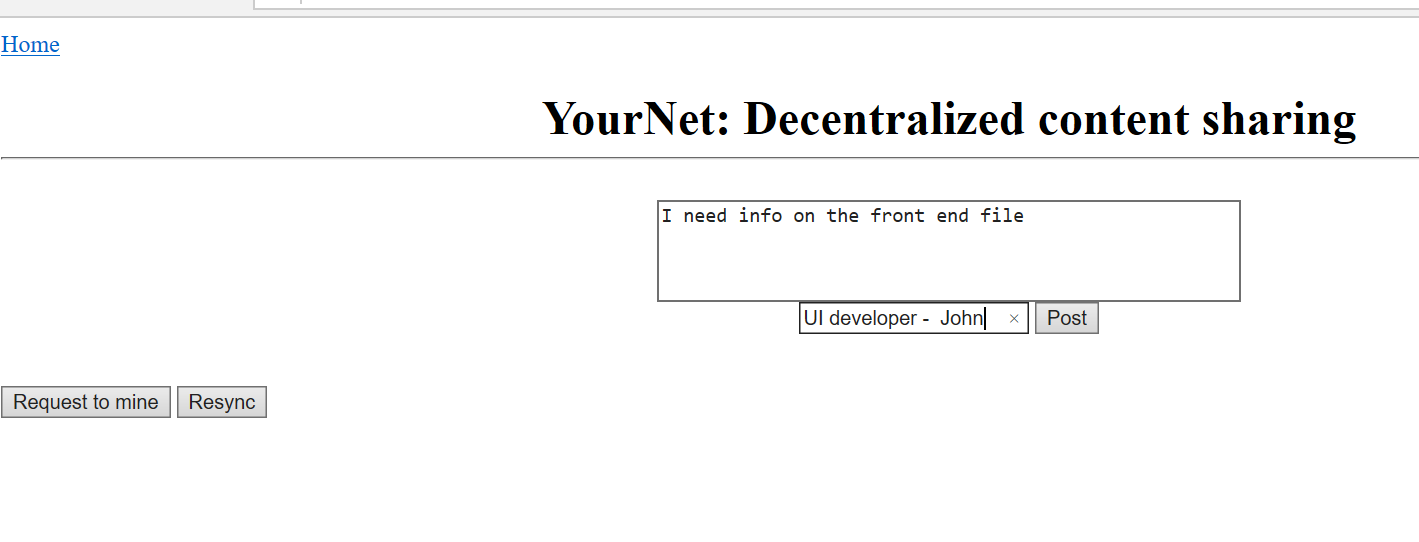 Home
YourNet: Decentralized content sharing
I need info on the front end file
UI developer -  John × Post
Request to mine Resync